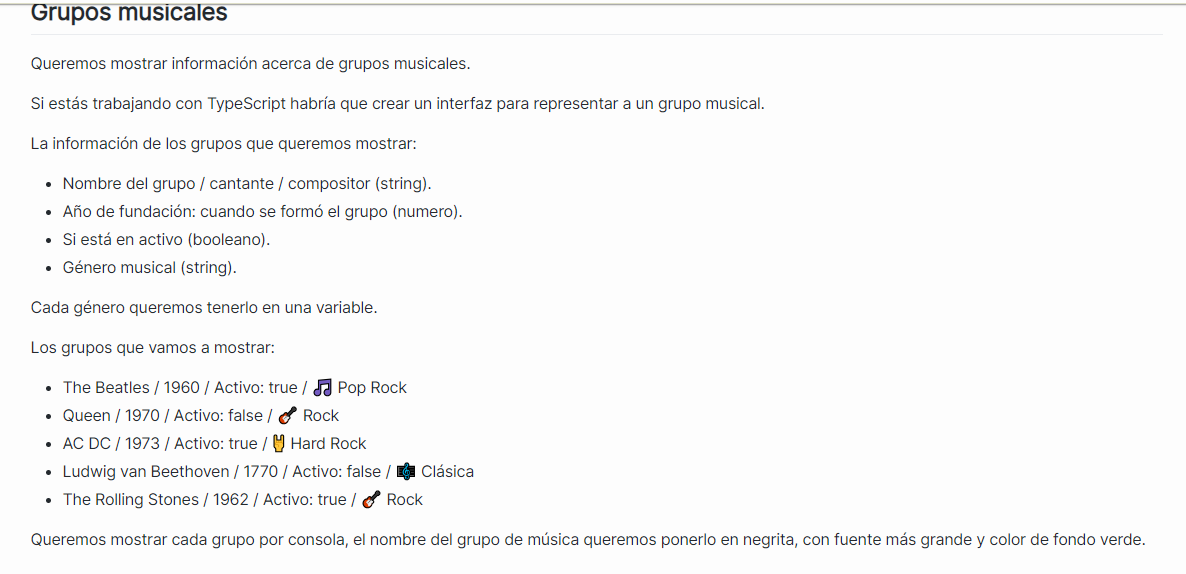 Grupos musicales
Queremos mostrar información acerca de grupos musicales.
Si estás trabajando con TypeScript habría que crear un interfaz para representar a un grupo musical.
La información de los grupos que queremos mostrar:
• Nombre del grupo / cantante / compositor (string).
• Año de fundación: cuando se formó el grupo (numero).
• Si está en activo (booleano).
• Género musical (string).
Cada género queremos tenerlo en una variable.
Los grupos que vamos a mostrar:
• The Beatles / 1960 / Activo: true / 🎵 Pop Rock
• Queen / 1970 / Activo: false / 🎸 Rock
• AC DC / 1973 / Activo: true / 🤘 Hard Rock
• Ludwig van Beethoven / 1770 / Activo: false / 🎼 Clásica
• The Rolling Stones / 1962 / Activo: true / 🎸 Rock
Queremos mostrar cada grupo por consola, el nombre del grupo de música queremos ponerlo en negrita, con fuente más grande y color de fondo verde.